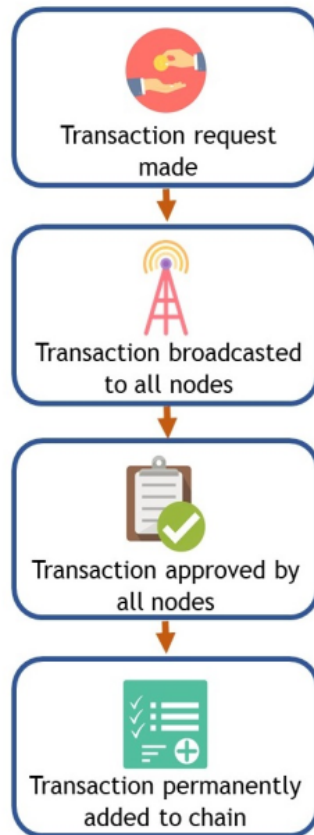 Transaction request
made
Transaction broadcasted
to all nodes
Transaction approved by
all nodes
Transaction permanently
added to chain